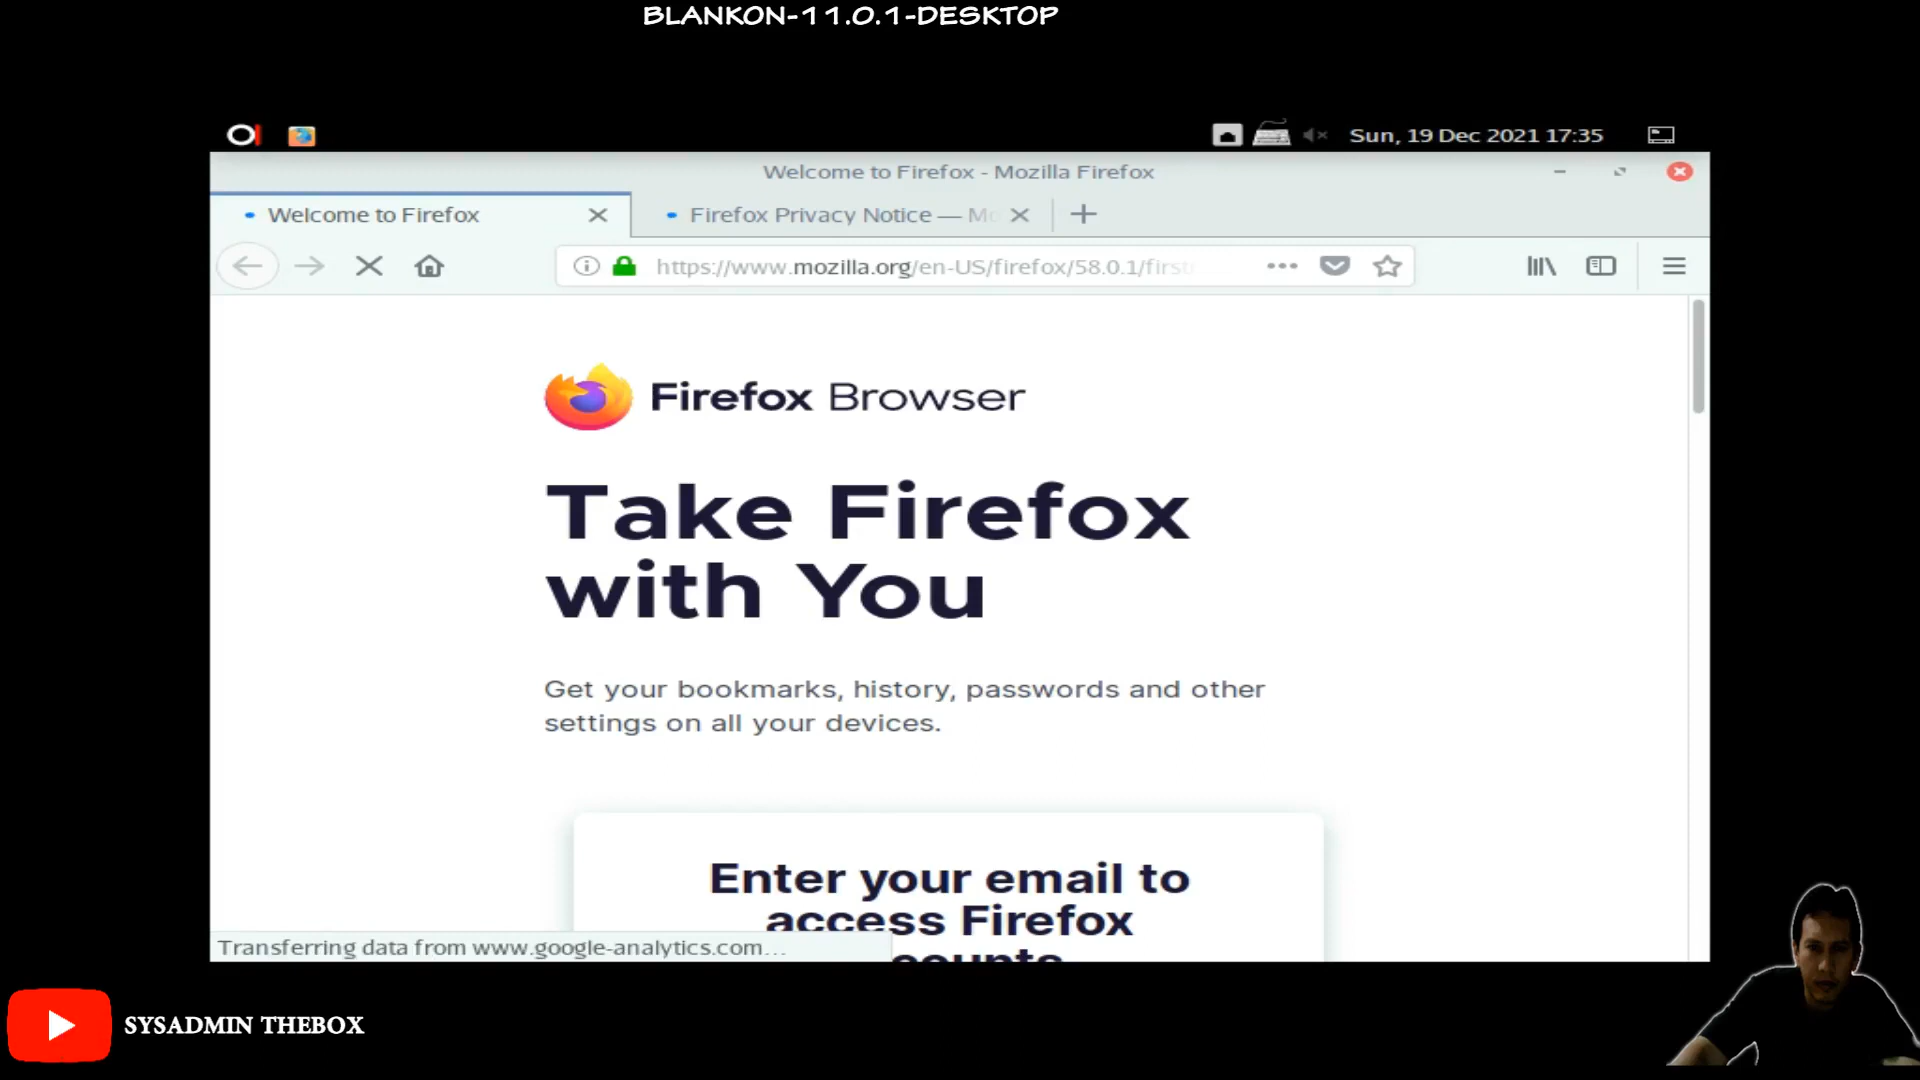 BLANKON-11.0.1-DESKTOP
Sun, 19 Dec 2021 17:35
Welcome to Firefox - Mozilla Firefox
Welcome to Firefox
Firefox Privacy Notice — Mo
https://www.mozilla.org/en-US/firefox/58.0.1/first
Firefox Browser
Take Firefox
with You
Get your bookmarks, history, passwords and other
settings on all your devices.
Enter your email to
access Firefox
Transferring data from www.google-analytics.com...
SYSADMIN THEBOX